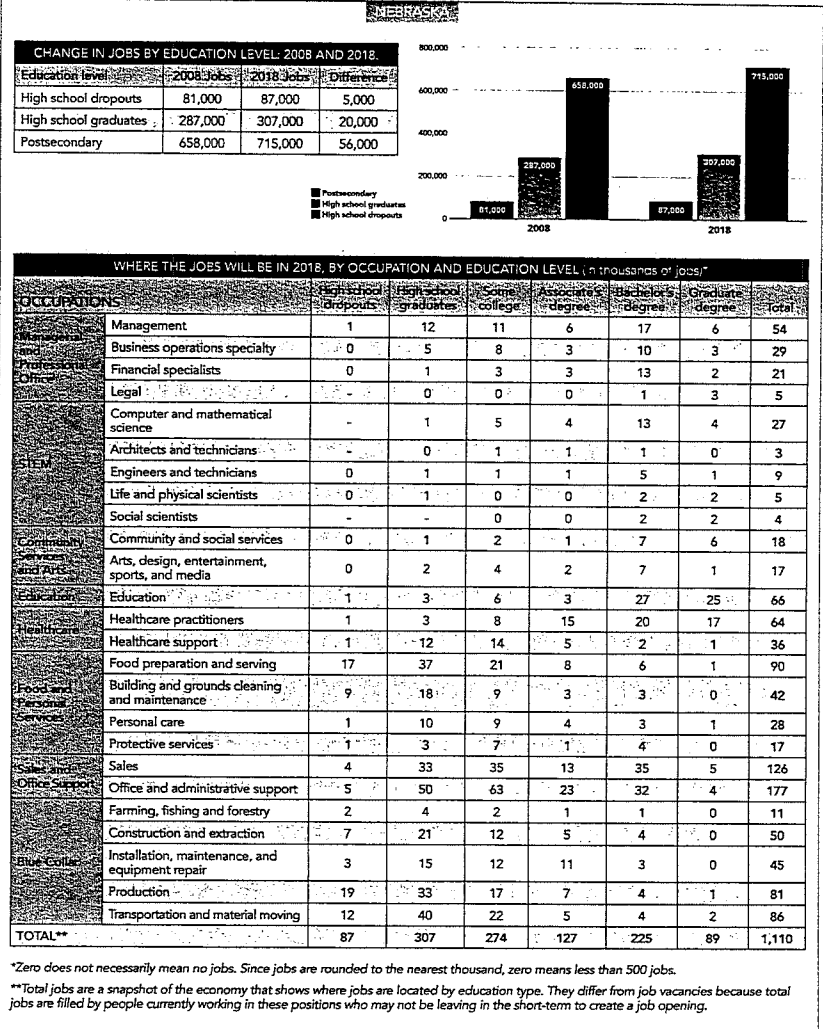 NEBRASKA
CHANGE IN JOBS BY EDUCATION LEVEL: 2008 AND 2018.
Education level 2008 Jobs 2018 Jobs Difference
High school dropouts 81,000 87,000 5,000
High school graduates 287,000 307,000 20,000
Postsecondary 658,000 715,000 56,000
Postsecondary
High school graduates
High school dropouts
800,000
600,000
400,000
200,000
0
81,000 287,000 658,000
87,000 307,000 715,000
2008 2018
WHERE THE JOBS WILL BE IN 2018, BY OCCUPATION AND EDUCATION LEVEL (in thousands of jobs)*
OCCUPATIONS High school dropouts High school graduates Some college Associate's degree Bachelor's degree Graduate degree Total
Managerial and Professional Office
Management 1 12 11 6 17 6 54
Business operations specialty 0 5 8 3 10 3 29
Financial specialists 0 1 3 3 13 2 21
Legal - 0 0 0 1 3 5
STEM
Computer and mathematical science - 1 5 4 13 4 27
Architects and technicians - 0 1 1 1 0 3
Engineers and technicians 0 1 1 1 5 1 9
Life and physical scientists 0 1 0 0 2 2 5
Social scientists - - 0 0 2 2 4
Community Services and Arts
Community and social services 0 1 2 1 7 6 18
Arts, design, entertainment, sports, and media 0 2 4 2 7 1 17
Education
Education 1 3 6 3 27 25 66
Healthcare
Healthcare practitioners 1 3 8 15 20 17 64
Healthcare support 1 12 14 5 2 1 36
Food and Personal Services
Food preparation and serving 17 37 21 8 6 1 90
Building and grounds cleaning and maintenance 9 18 9 3 3 0 42
Personal care 1 10 9 4 3 1 28
Protective services 1 3 7 1 4 0 17
Sales and Office Support
Sales 4 33 35 13 35 5 126
Office and administrative support 5 50 63 23 32 4 177
Blue Collar
Farming, fishing and forestry 2 4 2 1 1 0 11
Construction and extraction 7 21 12 5 4 0 50
Installation, maintenance, and equipment repair 3 15 12 11 3 0 45
Production 19 33 17 7 4 1 81
Transportation and material moving 12 40 22 5 4 2 86
TOTAL** 87 307 274 127 225 89 1,110
*Zero does not necessarily mean no jobs. Since jobs are rounded to the nearest thousand, zero means less than 500 jobs.
**Total jobs are a snapshot of the economy that shows where jobs are located by education type. They differ from job vacancies because total
jobs are filled by people currently working in these positions who may not be leaving in the short-term to create a job opening.